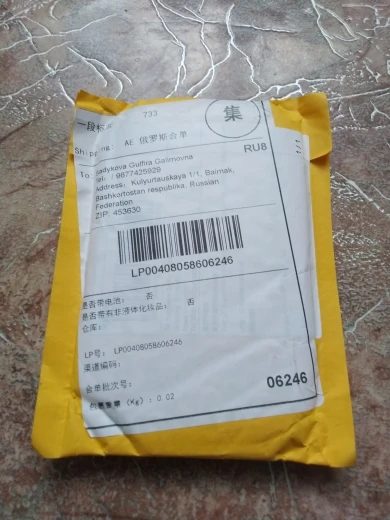 一段标
733
集
Shipping: AE 俄罗斯合单
RU8
To
Sadykova Gulfira Galimovna
Tel: 9677425929
address: Kulyurtauskaya 1/1, Baimak,
Bashkortostan respublika, Russian
Federation
ZIP: 453630
1/1
LP00408058606246
是否带电池: 否
是否带有非液体化妆品: 否
仓库:
LP号: LP00408058606246
渠道编码:
合单批次号:
06246
包裹重量 (Kg): 0.02